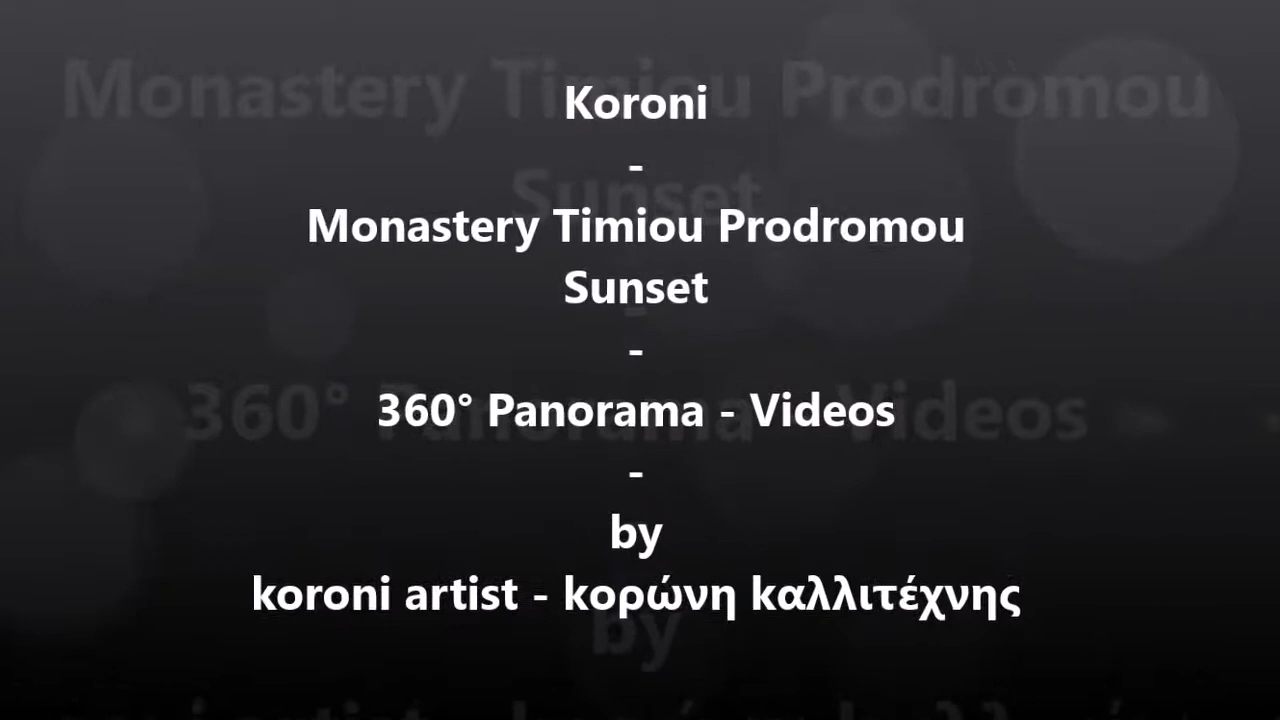 Koroni
-
Monastery Timiou Prodromou
Sunset
-
360° Panorama - Videos
-
by
koroni artist - κορώνη καλλιτέχνης